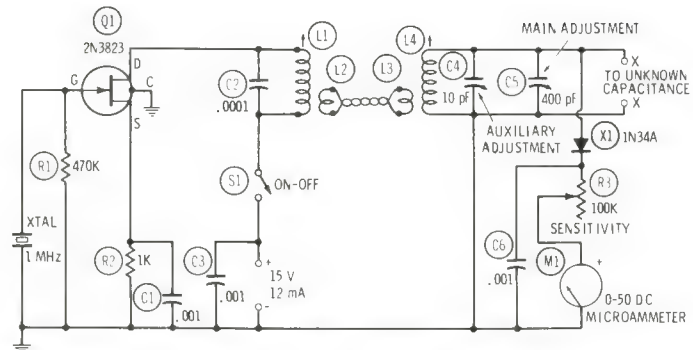 Q1
2N3823
D
G
C
S
R1
470K
XTAL
1 MHz
R2
1K
C1
.001
C2
.0001
S1
ON-OFF
C3
.001
+
15 V
12 mA
-
L1
L2
L3
L4
C4
10 pF
AUXILIARY
ADJUSTMENT
MAIN ADJUSTMENT
C5
400 pF
X
TO UNKNOWN
CAPACITANCE
X
X1
1N34A
R3
100K
SENSITIVITY
C6
.001
M1
+
0-50 DC
MICROAMMETER